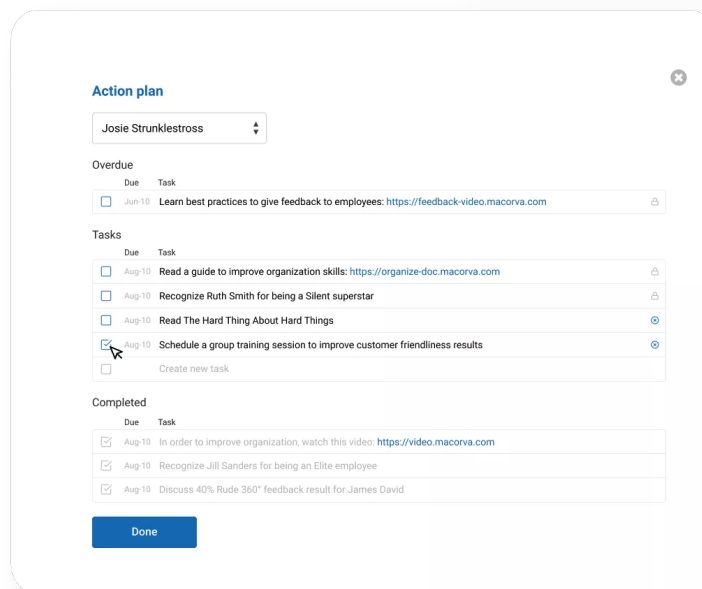 Action plan
Josie Strunklestross
Overdue
Due Task
Jun-10 Learn best practices to give feedback to employees: https://feedback-video.macorva.com
Tasks
Due Task
Aug-10 Read a guide to improve organization skills: https://organize-doc.macorva.com
Aug-10 Recognize Ruth Smith for being a Silent superstar
Aug-10 Read The Hard Thing About Hard Things
Aug-10 Schedule a group training session to improve customer friendliness results
Create new task
Completed
Due Task
Aug-10 In order to improve organization, watch this video: https://video.macorva.com
Aug-10 Recognize Jill Sanders for being an Elite employee
Aug-10 Discuss 40% Rude 360° feedback result for James David
Done